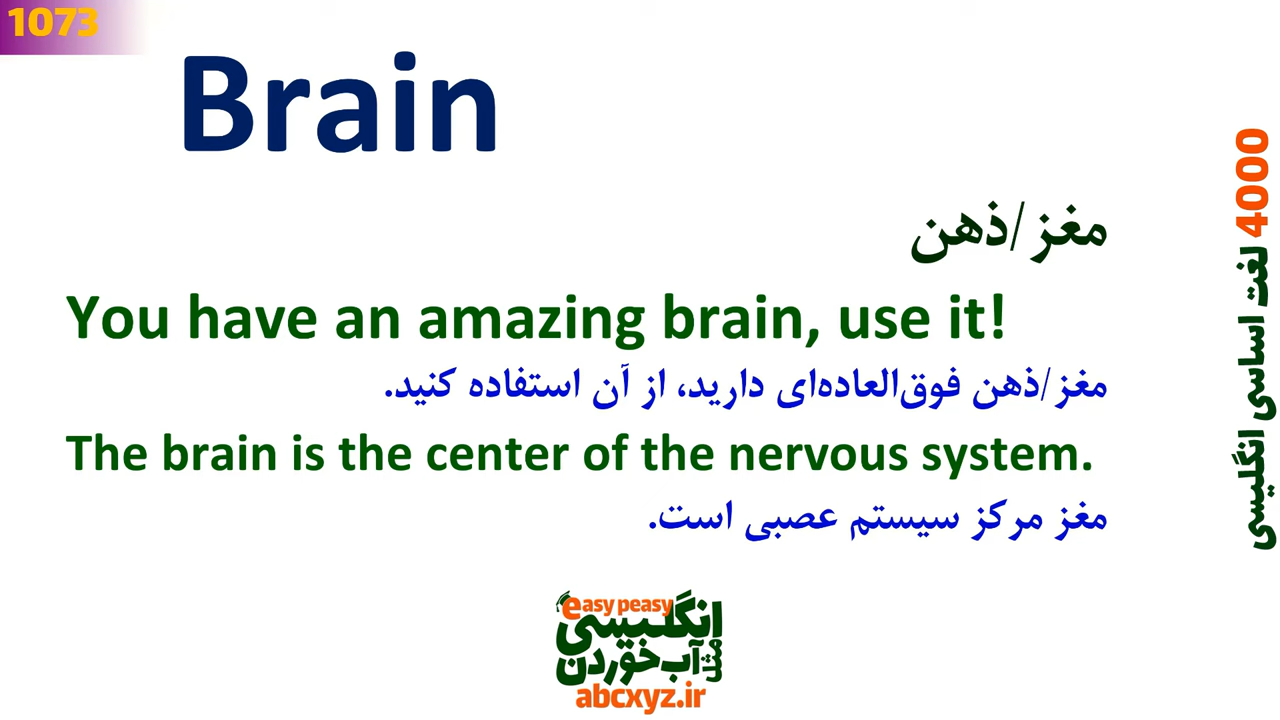 1073
Brain
مغز/ذهن
You have an amazing brain, use it!
مغز/ذهن فوق‌العاده‌ای دارید، از آن استفاده کنید.
The brain is the center of the nervous system.
مغز مرکز سیستم عصبی است.
4000 لغت اساسی انگلیسی
easy peasy
انگلیسی
مثل آب‌خوردن
abcxyz.ir